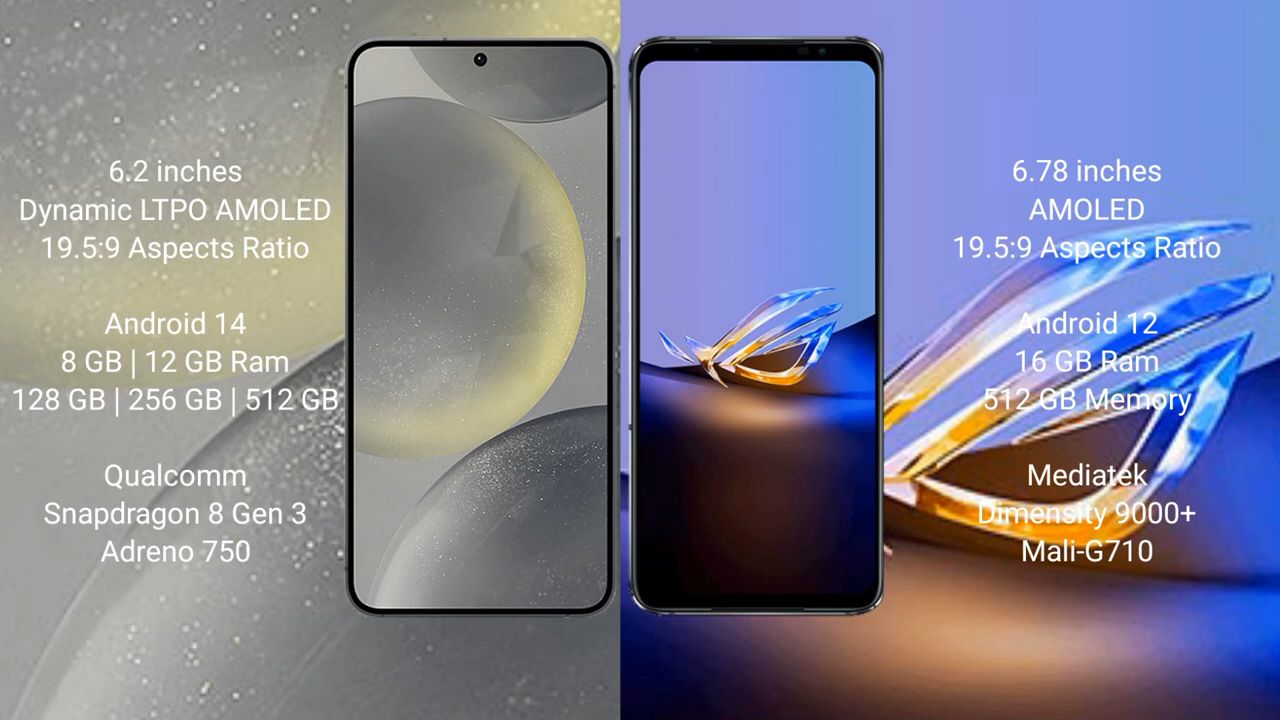 6.2 inches
Dynamic LTPO AMOLED
19.5:9 Aspects Ratio
Android 14
8 GB | 12 GB Ram
128 GB | 256 GB | 512 GB
Qualcomm
Snapdragon 8 Gen 3
Adreno 750
6.78 inches
AMOLED
19.5:9 Aspects Ratio
Android 12
16 GB Ram
512 GB Memory
Mediatek
Dimensity 9000+
Mali-G710